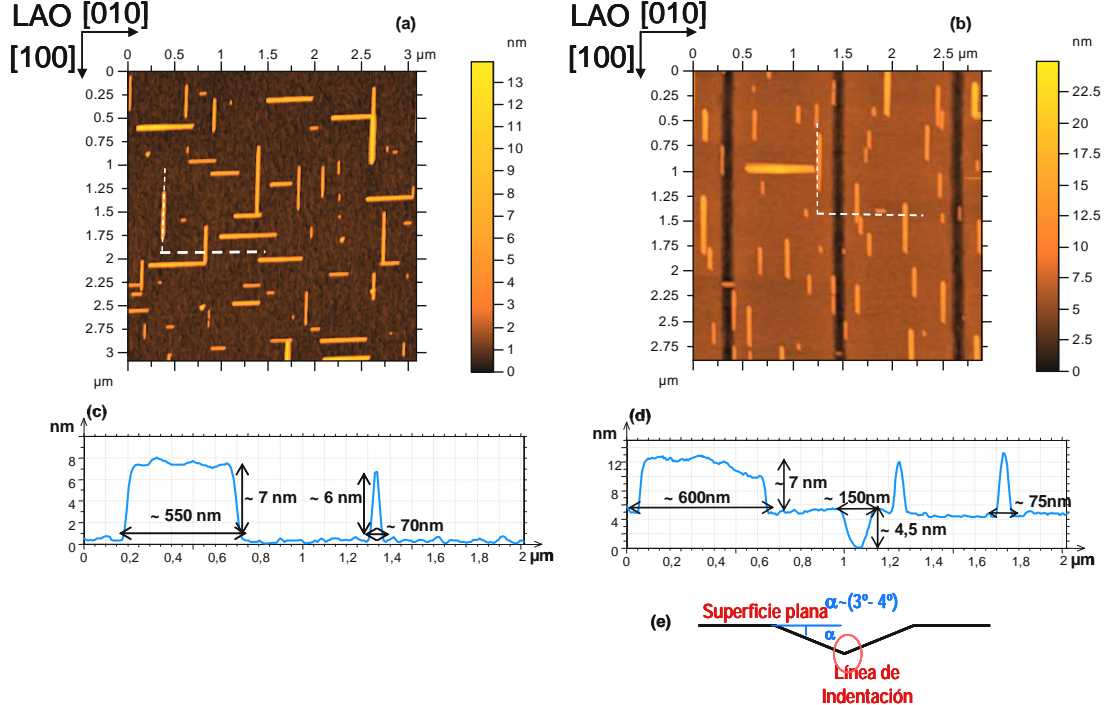 LAO [010]
[100]
(a)
0 0.5 1 1.5 2 2.5 3 µm
0
0.25
0.5
0.75
1
1.25
1.5
1.75
2
2.25
2.5
2.75
3
µm
nm
13
12
11
10
9
8
7
6
5
4
3
2
1
0
LAO [010]
[100]
(b)
0 0.5 1 1.5 2 2.5 µm
0
0.25
0.5
0.75
1
1.25
1.5
1.75
2
2.25
2.5
2.75
µm
nm
22.5
20
17.5
15
12.5
10
7.5
5
2.5
0
(c)
nm
8
6
4
2
0
~ 550 nm
~ 7 nm
~ 6 nm
~ 70nm
0 0,2 0,4 0,6 0,8 1 1,2 1,4 1,6 1,8 2 µm
(d)
nm
12
8
4
0
~ 600nm
~ 7 nm
~ 150nm
~ 4,5 nm
~ 75nm
0 0,2 0,4 0,6 0,8 1 1,2 1,4 1,6 1,8 2 µm
(e)
Superficie plana
α~(3º- 4º)
α
Línea de
Indentación